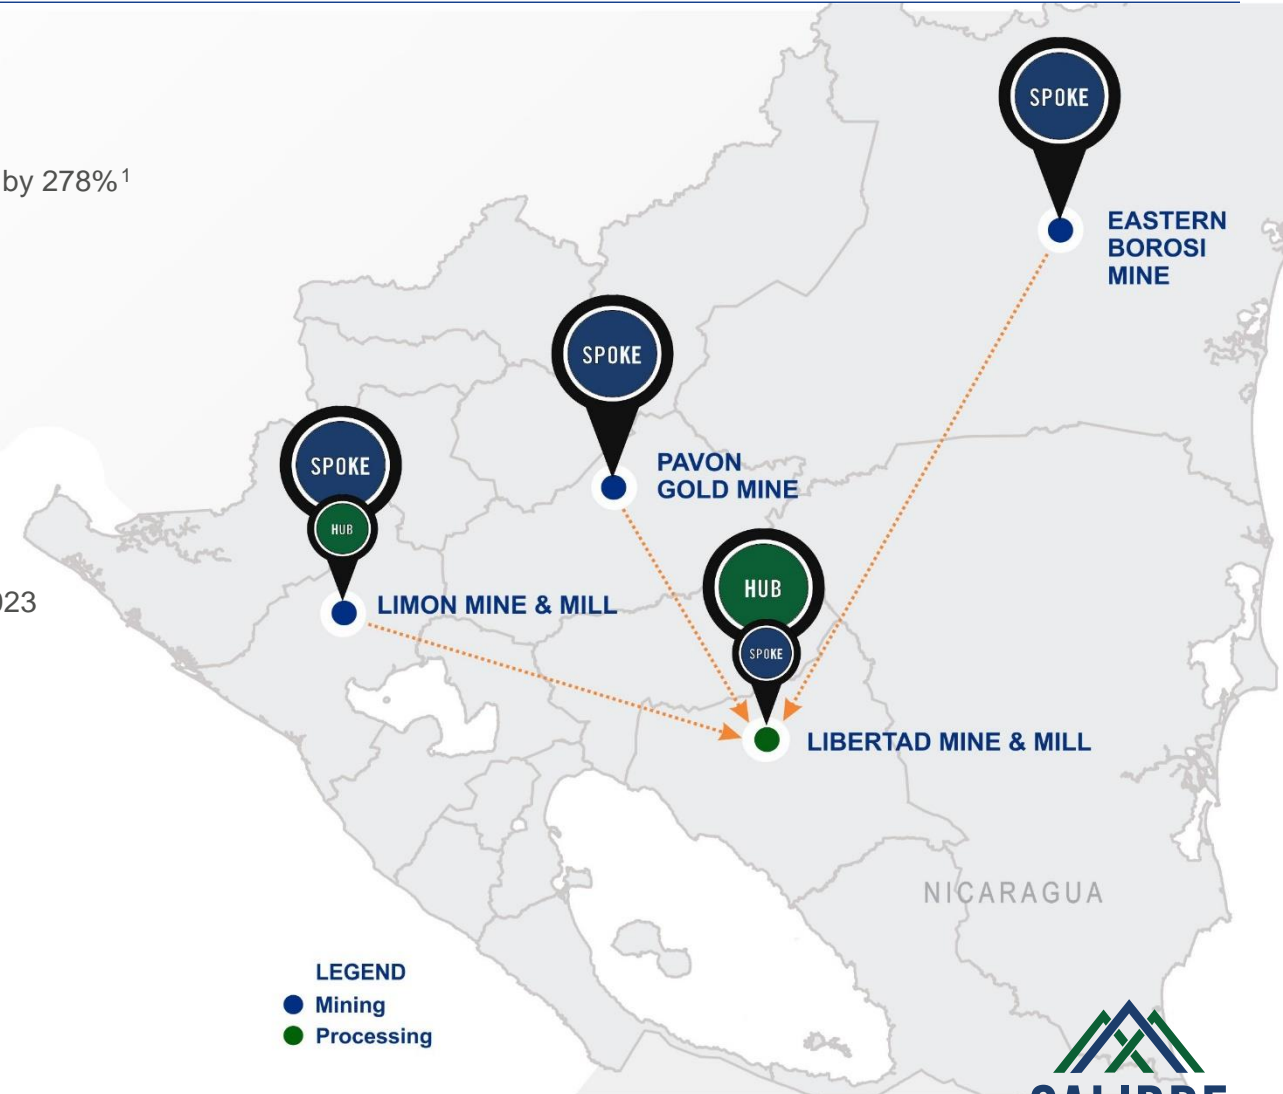 SPOKE
by 278%¹
EASTERN
BOROSI
MINE
SPOKE
SPOKE
PAVON
GOLD MINE
HUB
HUB
LIMON MINE & MILL
023
SPOKE
LIBERTAD MINE & MILL
NICARAGUA
LEGEND
Mining
Processing